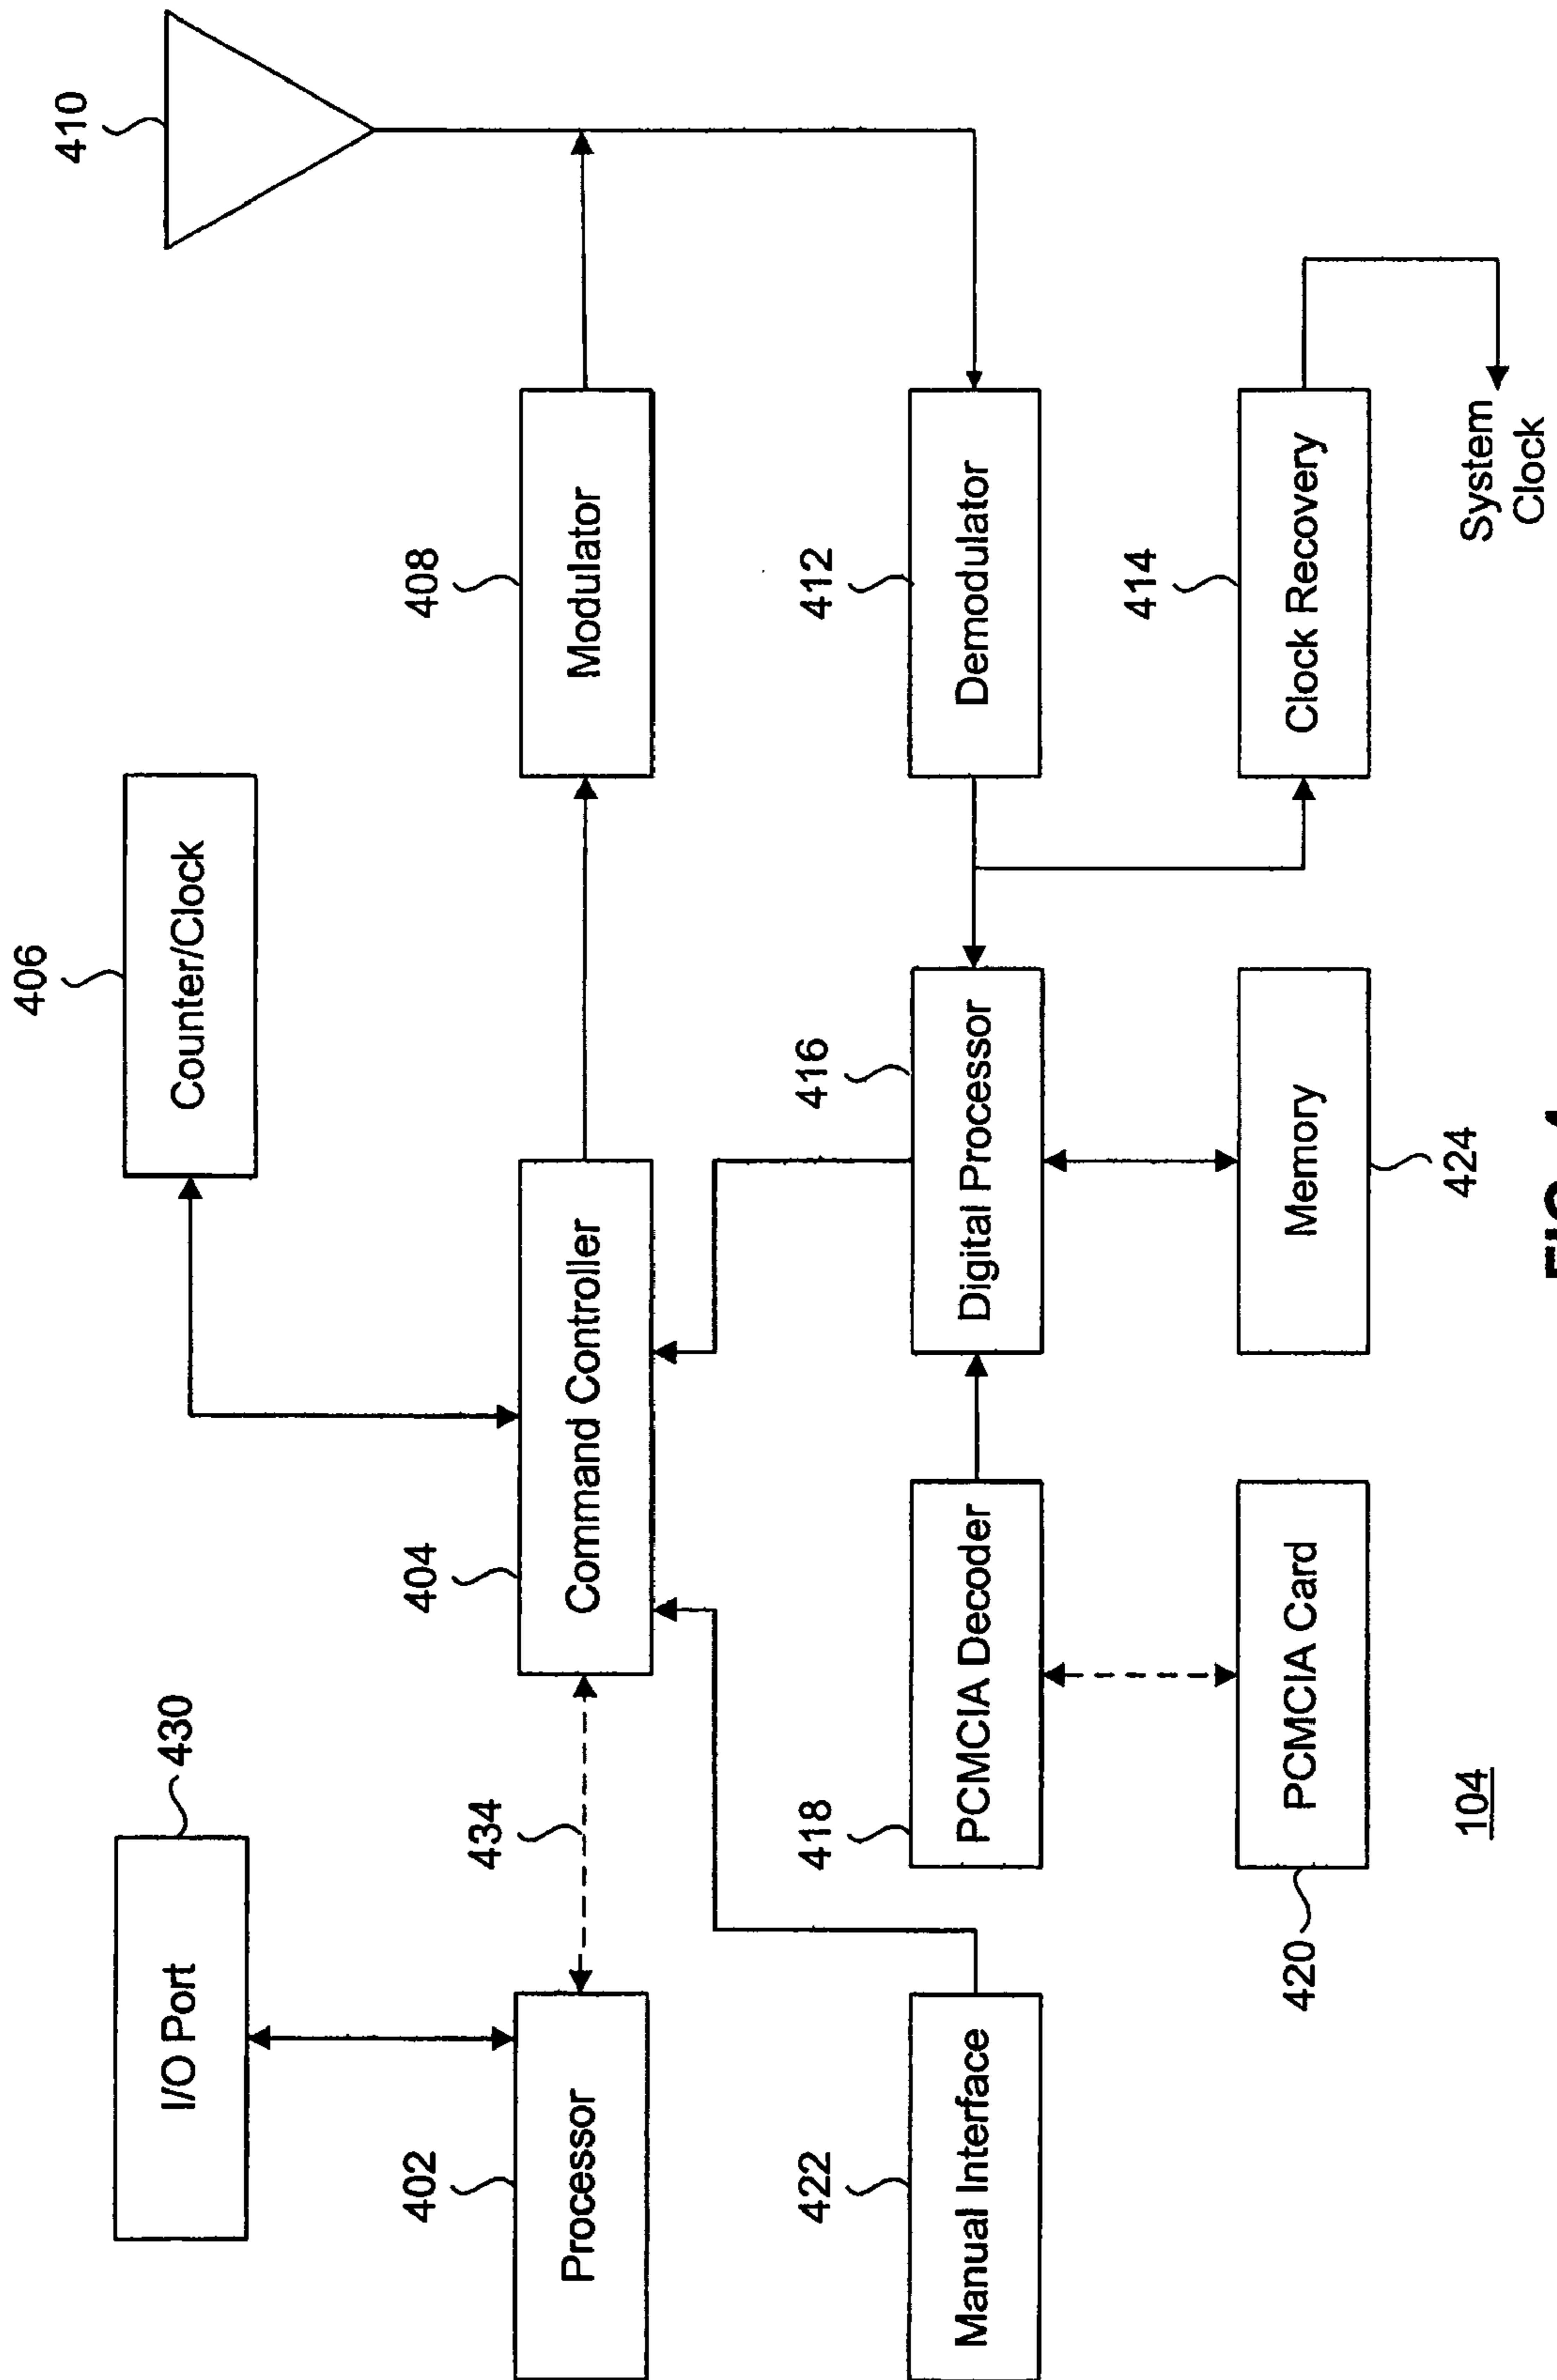 430
I/O Port
406
Counter/Clock
410
402
Processor
434
404
Command Controller
408
Modulator
422
Manual Interface
418
PCMCIA Decoder
416
Digital Processor
412
Demodulator
420
PCMCIA Card
424
Memory
414
Clock Recovery
System
Clock
104